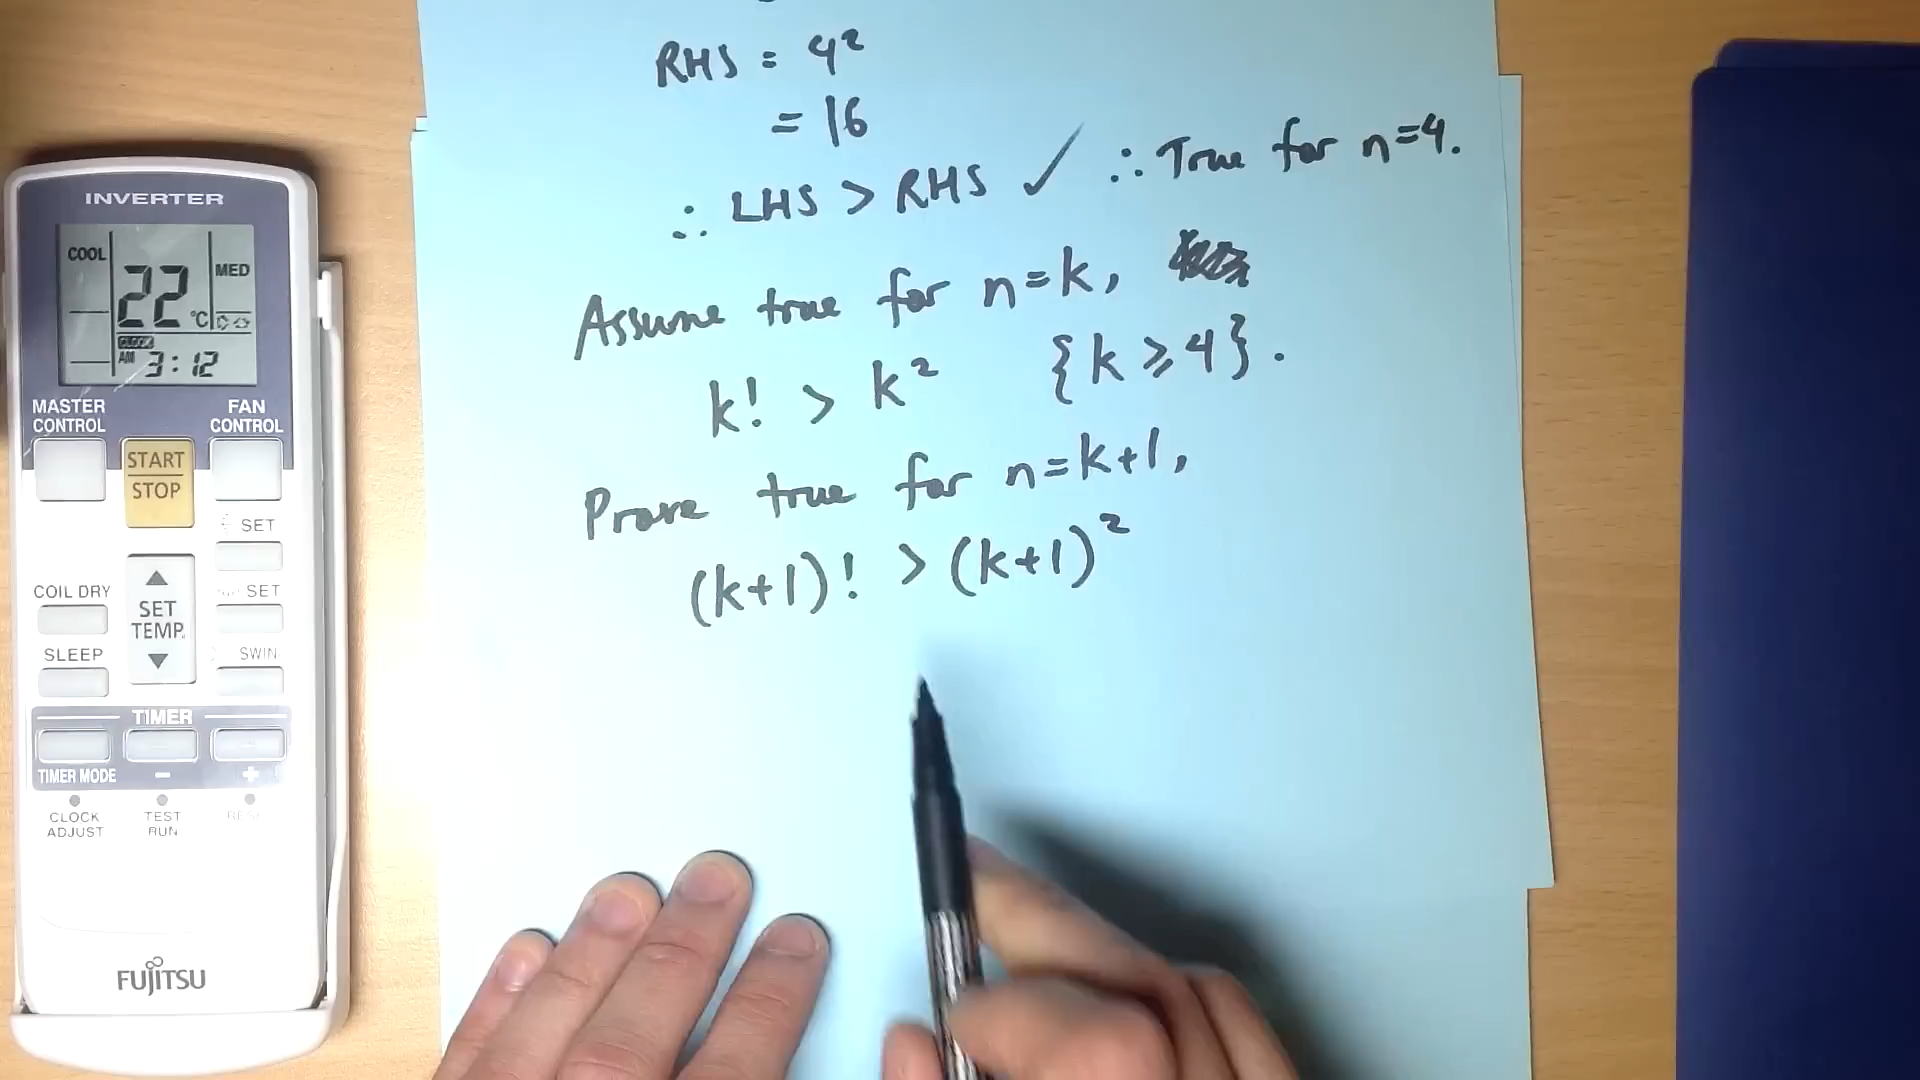 RHS = 4²
= 16
∴ LHS > RHS ✓ ∴ True for n=4.
Assume true for n=k,
k! > k² {k ⩾ 4}.
Prove true for n=k+1,
(k+1)! > (k+1)²
INVERTER
COOL
22 °C
MED
CLOCK
AM 3:12
MASTER CONTROL
FAN CONTROL
START
STOP
SET
COIL DRY
SET TEMP.
SET
SLEEP
SWIN
TIMER
TIMER MODE
−
+
CLOCK ADJUST
TEST RUN
FUJITSU